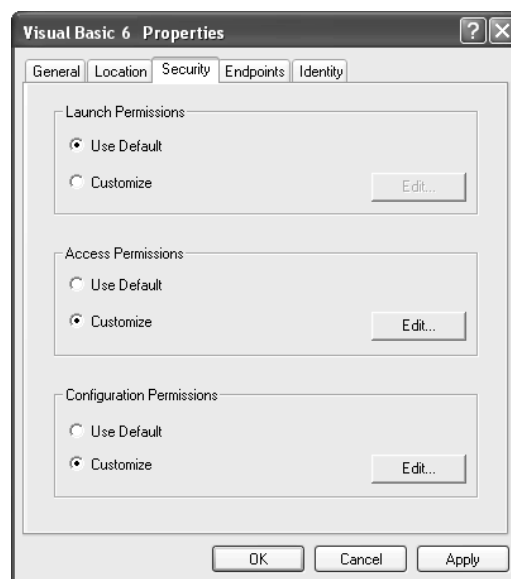 Visual Basic 6 Properties
General Location Security Endpoints Identity
Launch Permissions
Use Default
Customize Edit...
Access Permissions
Use Default
Customize Edit...
Configuration Permissions
Use Default
Customize Edit...
OK Cancel Apply